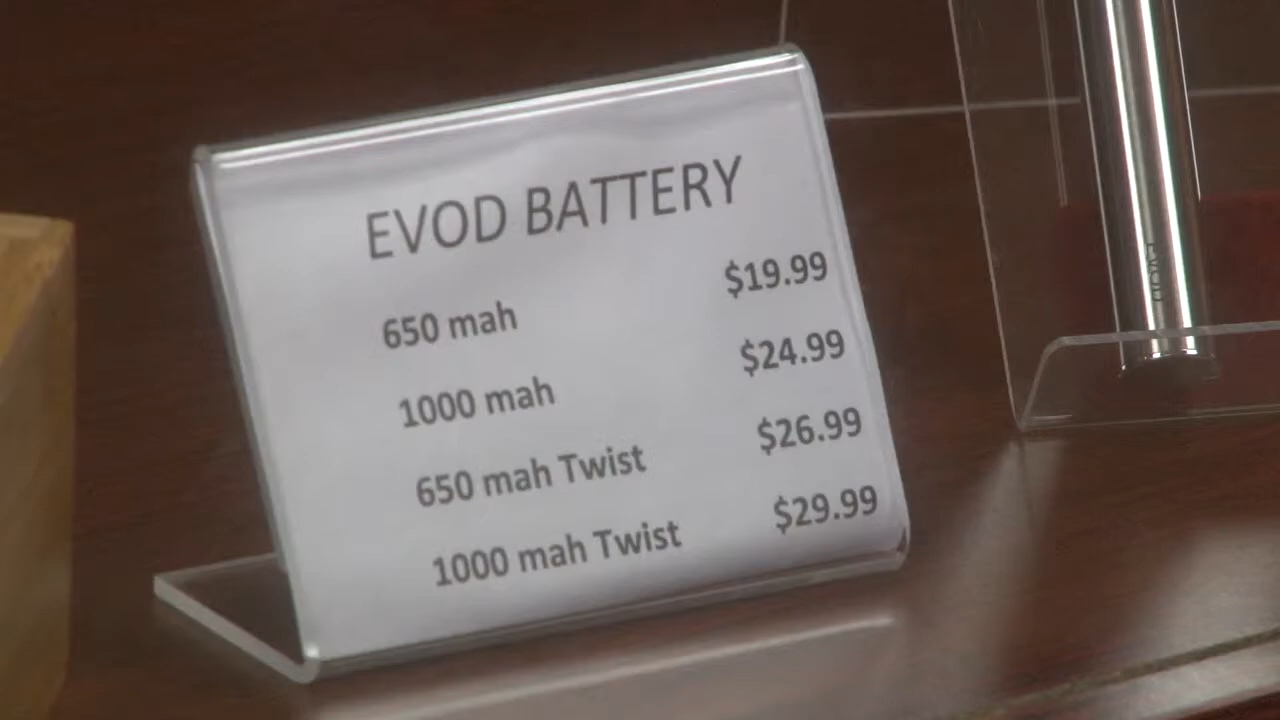 EVOD BATTERY
650 mah $19.99
1000 mah $24.99
650 mah Twist $26.99
1000 mah Twist $29.99
EVOD